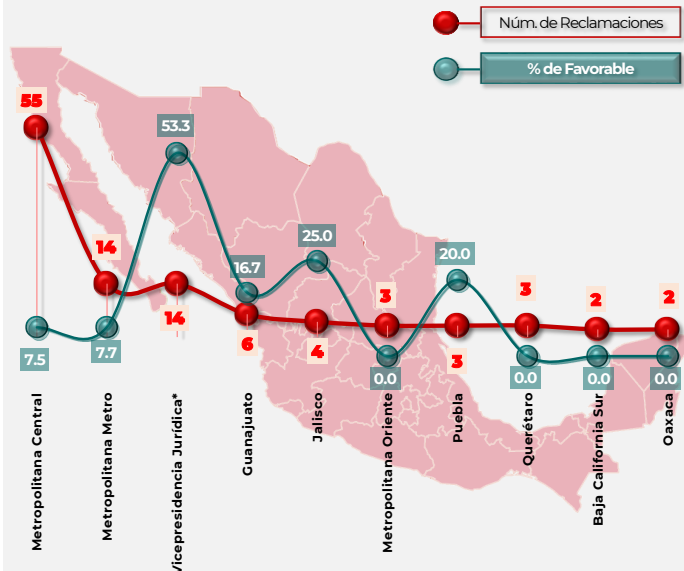 Núm. de Reclamaciones
% de Favorable
55
53.3
14
16.7
25.0
3
20.0
3
2
2
7.5
7.7
14
6
4
0.0
3
0.0
0.0
0.0
Metropolitana Central
Metropolitana Metro
Vicepresidencia Jurídica*
Guanajuato
Jalisco
Metropolitana Oriente
Puebla
Querétaro
Baja California Sur
Oaxaca